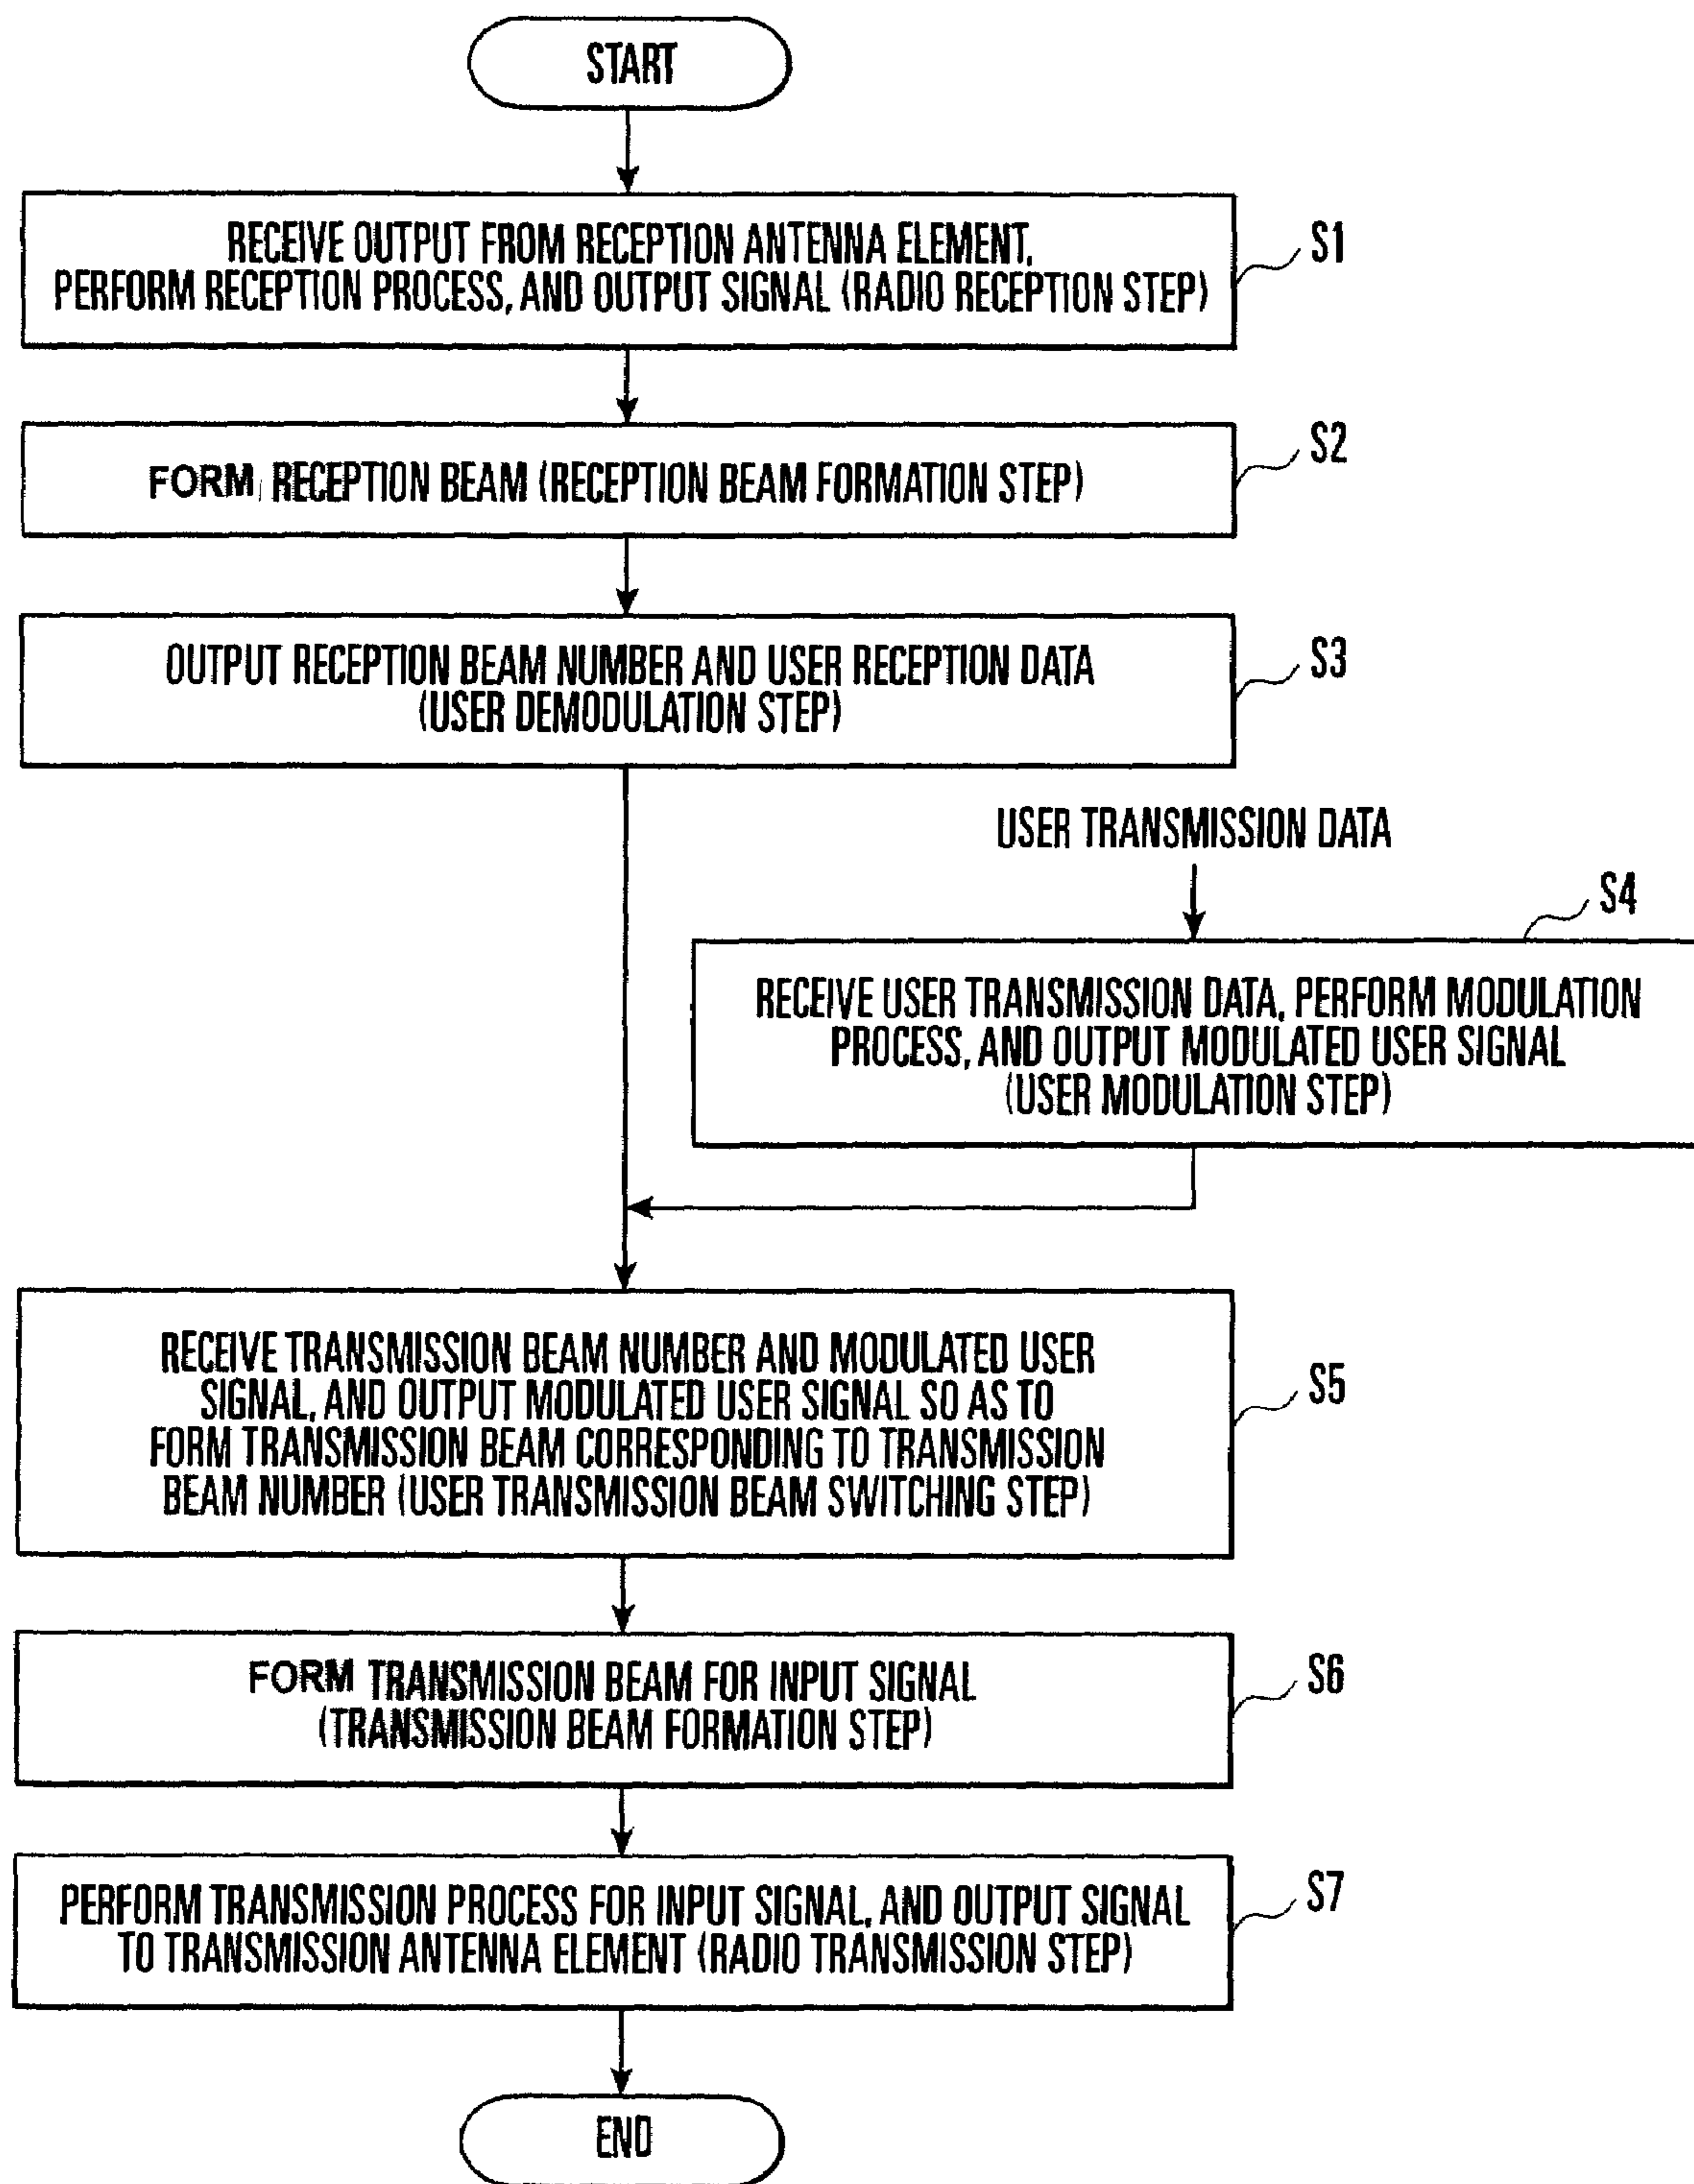 START
RECEIVE OUTPUT FROM RECEPTION ANTENNA ELEMENT,
PERFORM RECEPTION PROCESS, AND OUTPUT SIGNAL (RADIO RECEPTION STEP)
S1
FORM RECEPTION BEAM (RECEPTION BEAM FORMATION STEP)
S2
OUTPUT RECEPTION BEAM NUMBER AND USER RECEPTION DATA
(USER DEMODULATION STEP)
S3
USER TRANSMISSION DATA
S4
RECEIVE USER TRANSMISSION DATA, PERFORM MODULATION
PROCESS, AND OUTPUT MODULATED USER SIGNAL
(USER MODULATION STEP)
RECEIVE TRANSMISSION BEAM NUMBER AND MODULATED USER
SIGNAL, AND OUTPUT MODULATED USER SIGNAL SO AS TO
FORM TRANSMISSION BEAM CORRESPONDING TO TRANSMISSION
BEAM NUMBER (USER TRANSMISSION BEAM SWITCHING STEP)
S5
FORM TRANSMISSION BEAM FOR INPUT SIGNAL
(TRANSMISSION BEAM FORMATION STEP)
S6
PERFORM TRANSMISSION PROCESS FOR INPUT SIGNAL, AND OUTPUT SIGNAL
TO TRANSMISSION ANTENNA ELEMENT (RADIO TRANSMISSION STEP)
S7
END